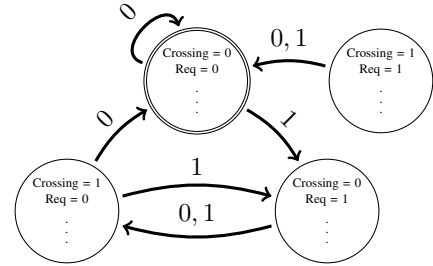 0
0, 1
Crossing = 0
Req = 0
.
.
.
Crossing = 1
Req = 1
.
.
.
0
1
1
Crossing = 1
Req = 0
.
.
.
Crossing = 0
Req = 1
.
.
.
0, 1